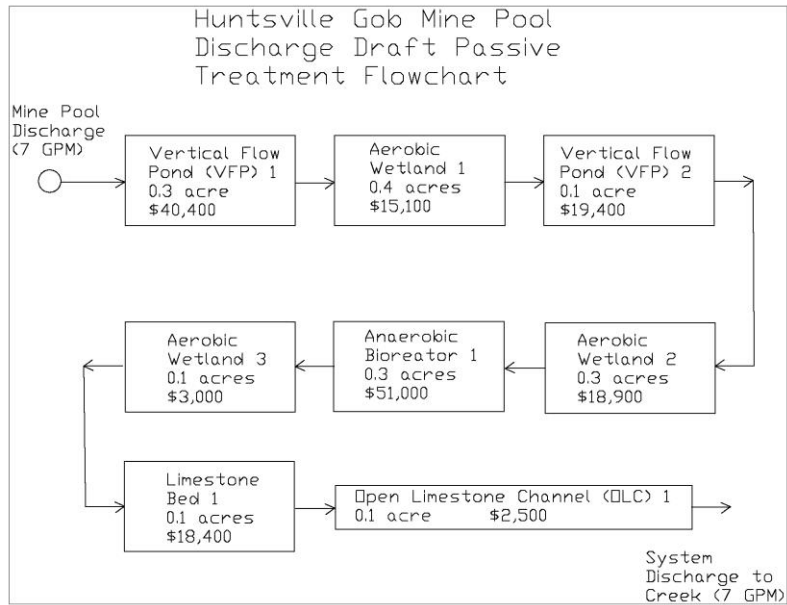 Huntsville Gob Mine Pool
Discharge Draft Passive
Treatment Flowchart
Mine Pool
Discharge
(7 GPM)
Vertical Flow
Pond (VFP) 1
0.3 acre
$40,400
Aerobic
Wetland 1
0.4 acres
$15,100
Vertical Flow
Pond (VFP) 2
0.1 acre
$19,400
Aerobic
Wetland 2
0.3 acres
$18,900
Anaerobic
Bioreator 1
0.3 acres
$51,000
Aerobic
Wetland 3
0.1 acres
$3,000
Limestone
Bed 1
0.1 acres
$18,400
Open Limestone Channel (OLC) 1
0.1 acre $2,500
System
Discharge to
Creek (7 GPM)